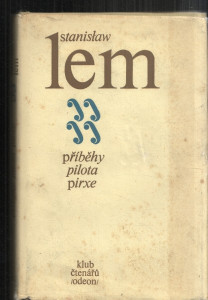 stanisław
lem
příběhy
pilota
pirxe
klub
čtenářů
/odeon/